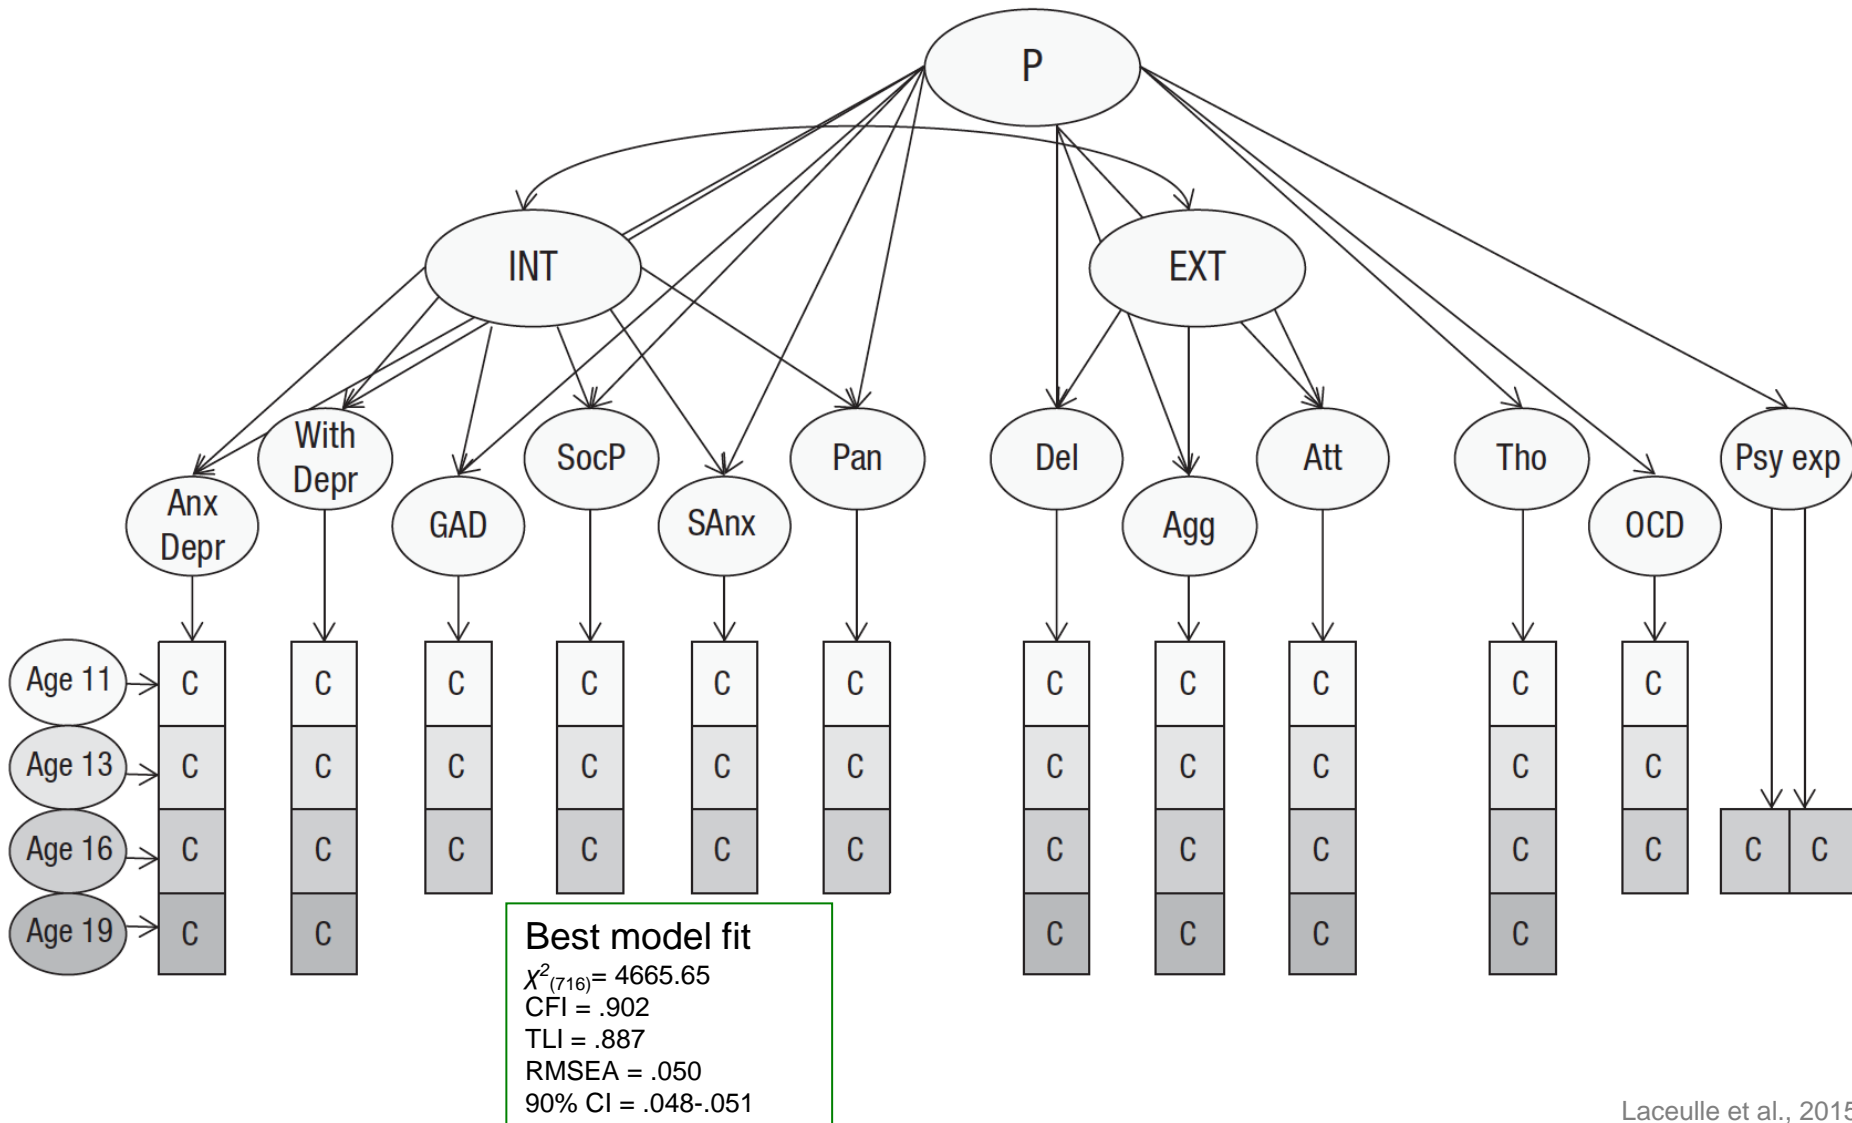 P
INT
EXT
With
Depr
SocP
Pan
Del
Att
Tho
Psy exp
Anx
Depr
GAD
SAnx
Agg
OCD
Age 11
C C C C C C C C C C C
Age 13
C C C C C C C C C C C
Age 16
C C C C C C C C C C C C C
Age 19
C C C C C C
Best model fit
χ²₍₇₁₆₎= 4665.65
CFI = .902
TLI = .887
RMSEA = .050
90% CI = .048-.051
Laceulle et al., 2015